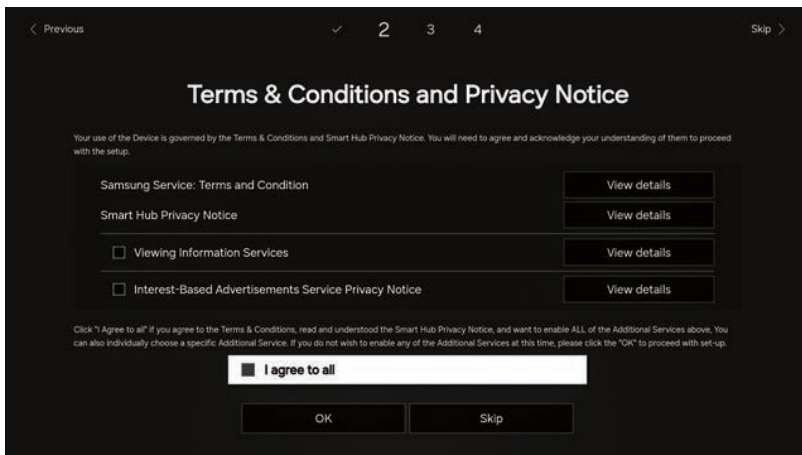 Previous
2
3
4
Skip
Terms & Conditions and Privacy Notice
Your use of the Device is governed by the Terms & Conditions and Smart Hub Privacy Notice. You will need to agree and acknowledge your understanding of them to proceed
with the setup.
Samsung Service: Terms and Condition
View details
Smart Hub Privacy Notice
View details
Viewing Information Services
View details
Interest-Based Advertisements Service Privacy Notice
View details
Click "I Agree to all" if you agree to the Terms & Conditions, read and understood the Smart Hub Privacy Notice, and want to enable ALL of the Additional Services above, You
can also individually choose a specific Additional Service. If you do not wish to enable any of the Additional Services at this time, please click the "OK" to proceed with set-up.
I agree to all
OK
Skip